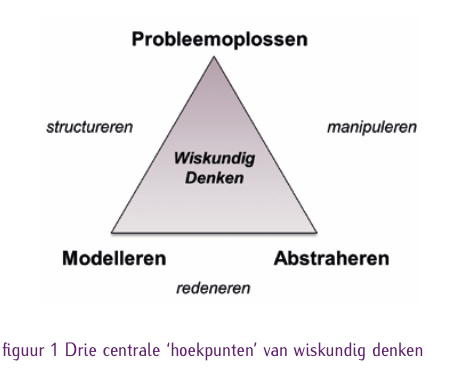 Probleemoplossen
structureren
manipuleren
Wiskundig
Denken
Modelleren
Abstraheren
redeneren
figuur 1 Drie centrale ‘hoekpunten’ van wiskundig denken